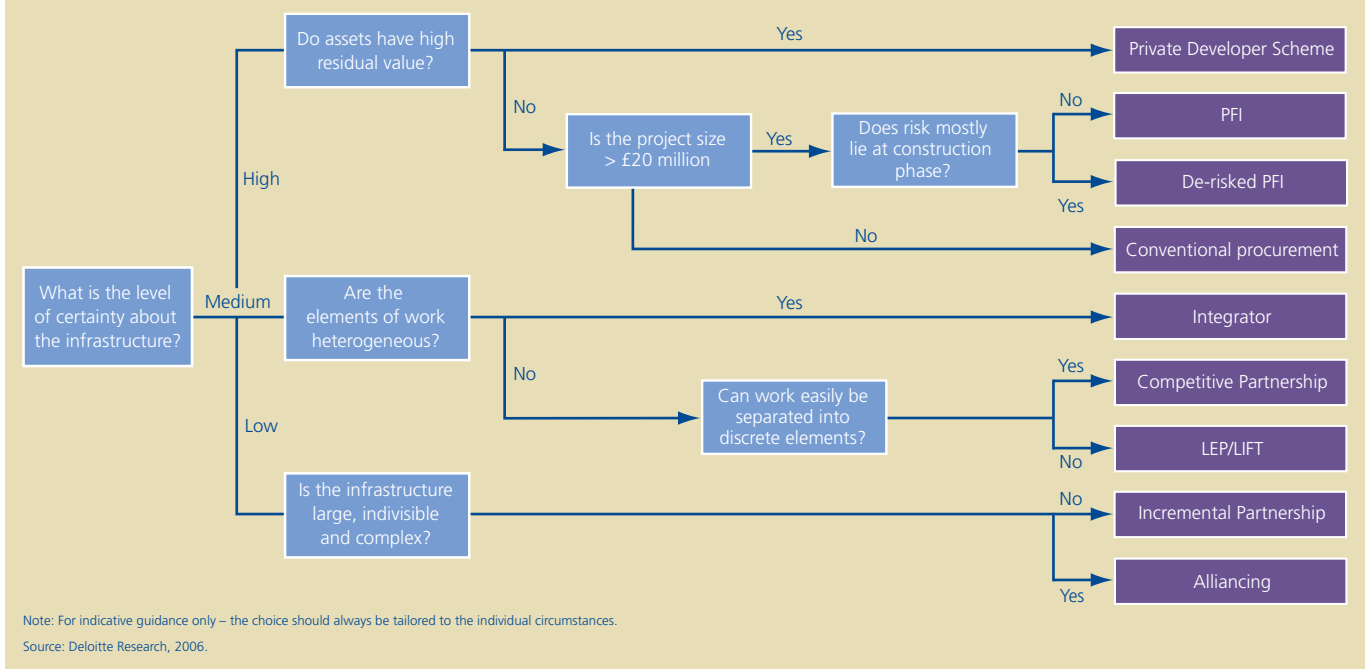 Do assets have high
residual value?
Yes
Private Developer Scheme
No
Is the project size
> £20 million
Yes
Does risk mostly
lie at construction
phase?
No
PFI
Yes
De-risked PFI
High
No
Conventional procurement
What is the level
of certainty about
the infrastructure?
Medium
Are the
elements of work
heterogeneous?
Yes
Integrator
No
Can work easily be
separated into
discrete elements?
Yes
Competitive Partnership
No
LEP/LIFT
Low
Is the infrastructure
large, indivisible
and complex?
No
Incremental Partnership
Yes
Alliancing
Note: For indicative guidance only – the choice should always be tailored to the individual circumstances.
Source: Deloitte Research, 2006.